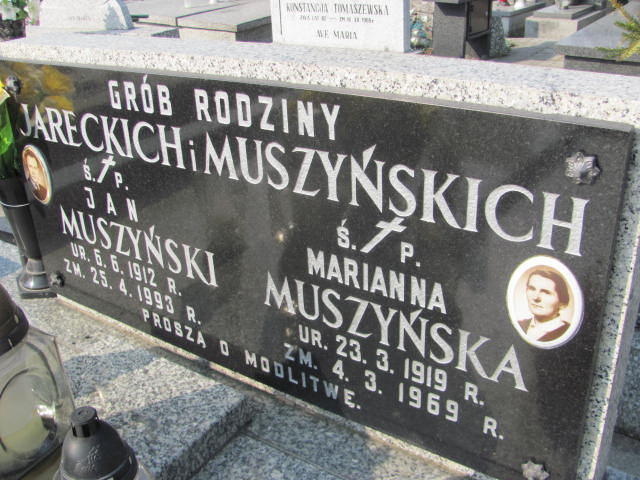 KONSTANCJA TOMASZEWSKA
AVE MARIA
GRÓB RODZINY
JARECKICH i MUSZYŃSKICH
Ś. P.
JAN
MUSZYŃSKI
UR. 6. 6. 1912 R.
ZM. 25. 4. 1993 R.
Ś. P.
MARIANNA
MUSZYŃSKA
UR. 23. 3. 1919 R.
ZM. 4. 3. 1969 R.
PROSZĄ O MODLITWĘ.